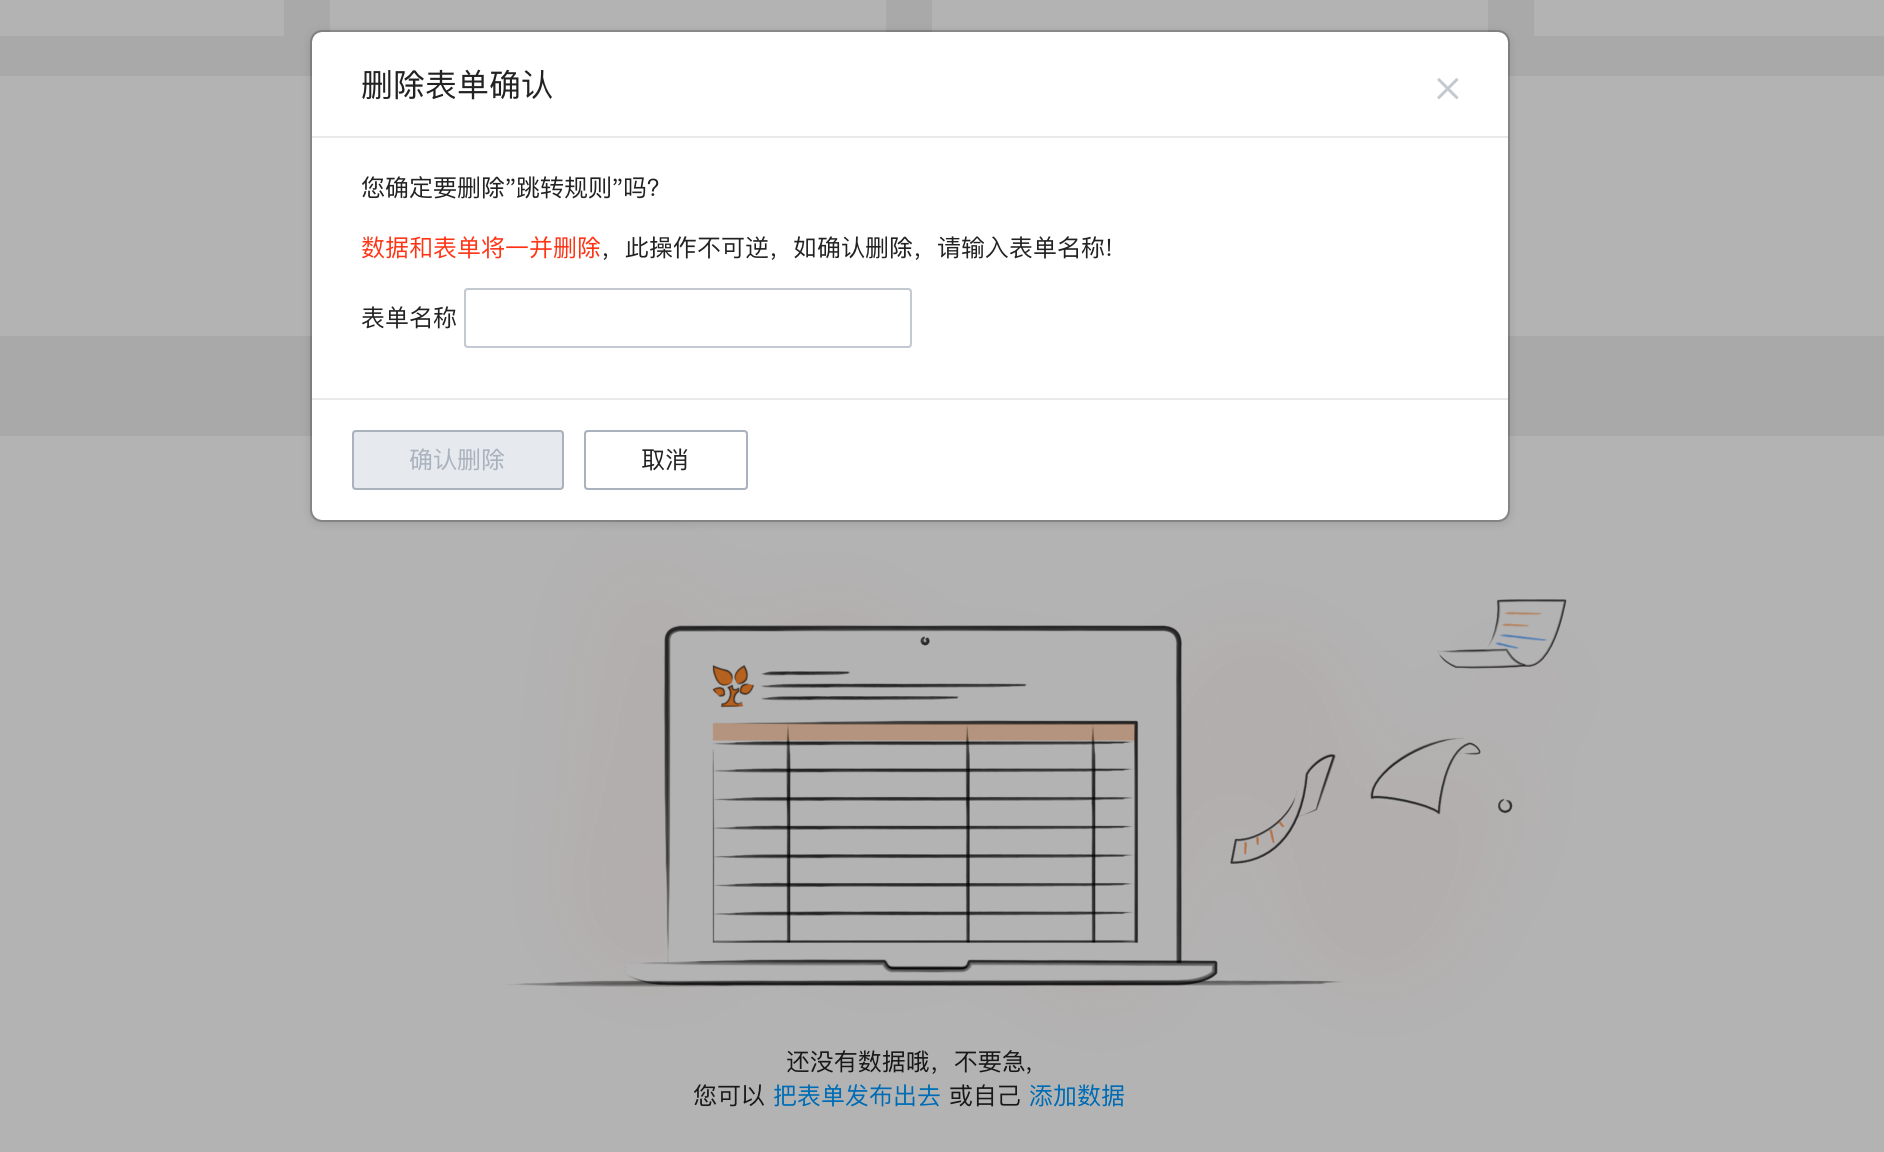 删除表单确认
您确定要删除”跳转规则”吗?
数据和表单将一并删除，此操作不可逆，如确认删除，请输入表单名称!
表单名称
确认删除 取消
还没有数据哦，不要急，
您可以 把表单发布出去 或自己 添加数据